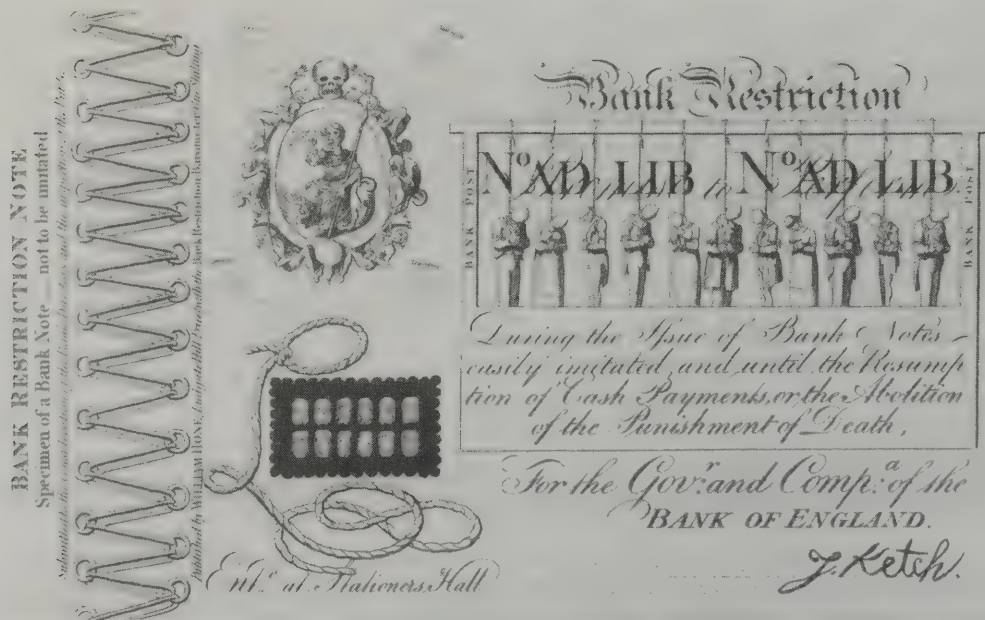 BANK RESTRICTION NOTE
Specimen of a Bank Note — not to be imitated
Submitted to the
Published by WILLIAM HONE, Ludgate Hill
Bank Restriction
BANK POST
No AD LIB No AD LIB
BANK POST
During the Issue of Bank Notes
easily imitated, and until the Resump
tion of Cash Payments, or the Abolition
of the Punishment of Death,
For the Govr. and Compa. of the
BANK OF ENGLAND.
J. Ketch.
Entd. at Stationers Hall